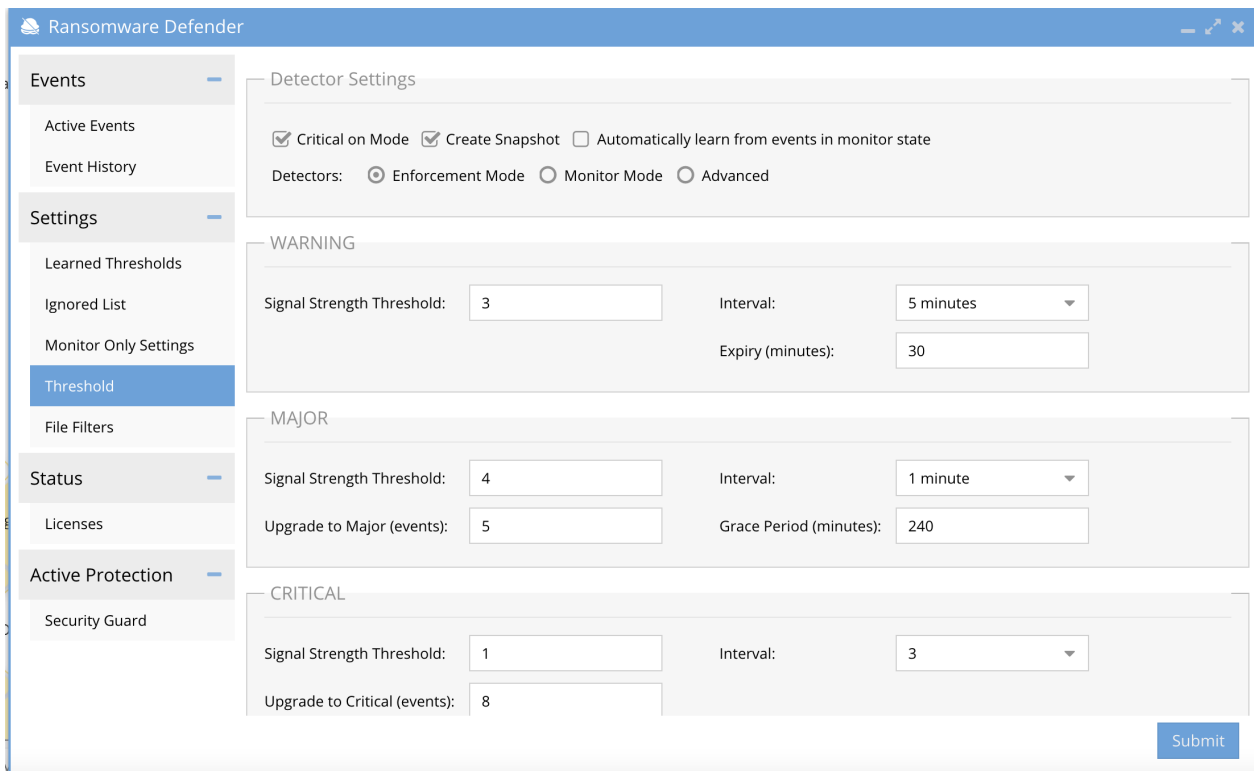 Ransomware Defender
Events
Active Events
Event History
Settings
Learned Thresholds
Ignored List
Monitor Only Settings
Threshold
File Filters
Status
Licenses
Active Protection
Security Guard
Detector Settings
Critical on Mode Create Snapshot Automatically learn from events in monitor state
Detectors: Enforcement Mode Monitor Mode Advanced
WARNING
Signal Strength Threshold: 3 Interval: 5 minutes
Expiry (minutes): 30
MAJOR
Signal Strength Threshold: 4 Interval: 1 minute
Upgrade to Major (events): 5 Grace Period (minutes): 240
CRITICAL
Signal Strength Threshold: 1 Interval: 3
Upgrade to Critical (events): 8
Submit